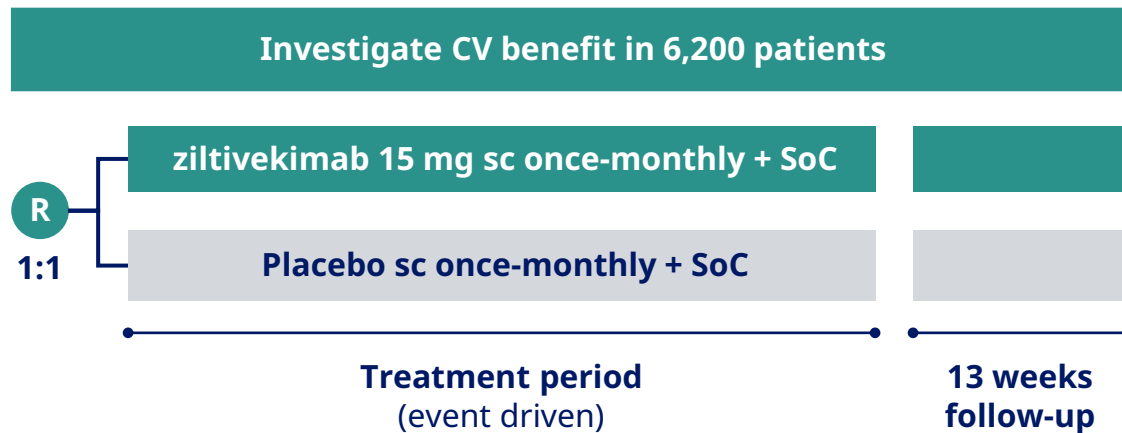 Investigate CV benefit in 6,200 patients
ziltivekimab 15 mg sc once-monthly + SoC
R
1:1
Placebo sc once-monthly + SoC
Treatment period
(event driven)
13 weeks
follow-up